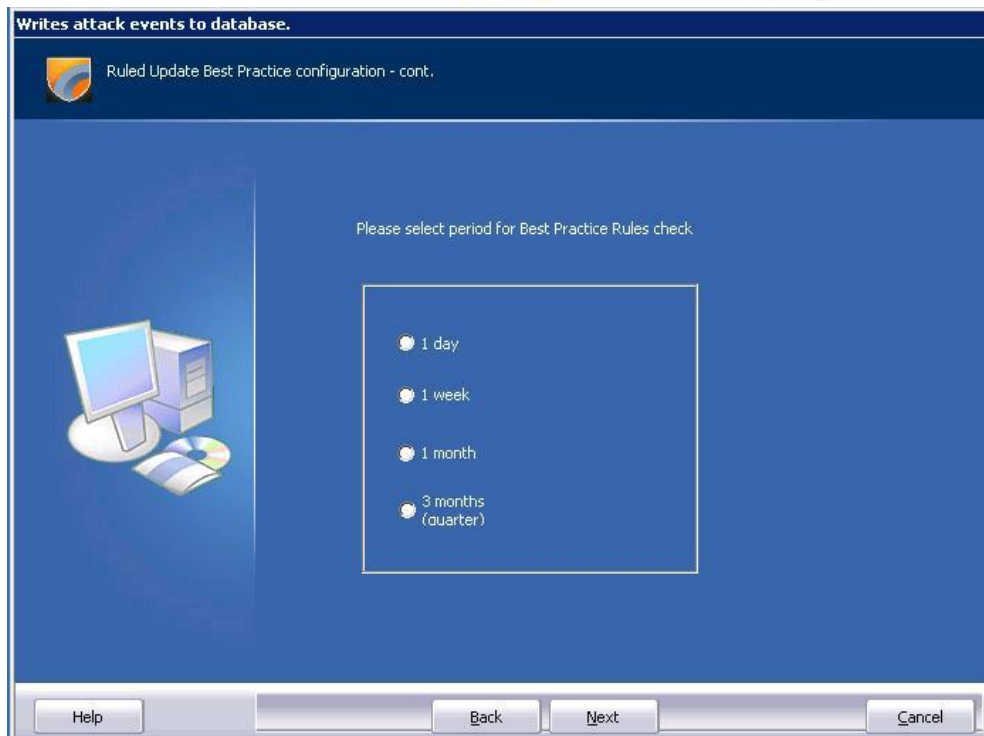 Writes attack events to database.
Ruled Update Best Practice configuration - cont.
Please select period for Best Practice Rules check
1 day
1 week
1 month
3 months
(quarter)
Help
Back
Next
Cancel